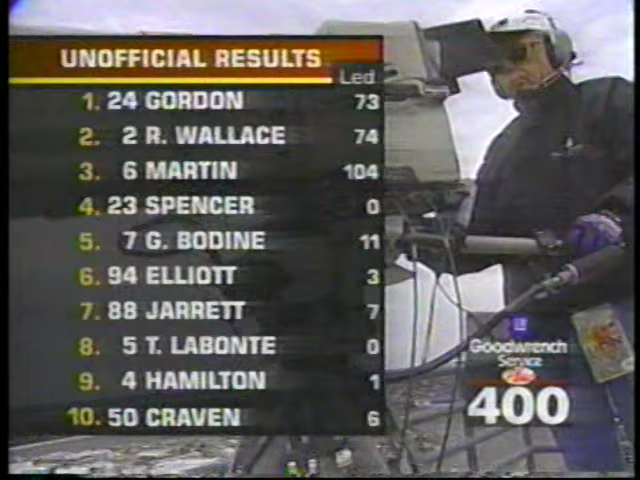 UNOFFICIAL RESULTS
Led
1. 24 GORDON 73
2. 2 R. WALLACE 74
3. 6 MARTIN 104
4. 23 SPENCER 0
5. 7 G. BODINE 11
6. 94 ELLIOTT 3
7. 88 JARRETT 7
8. 5 T. LABONTE 0
9. 4 HAMILTON 1
10. 50 CRAVEN 6
Goodwrench
Service
Plus
400